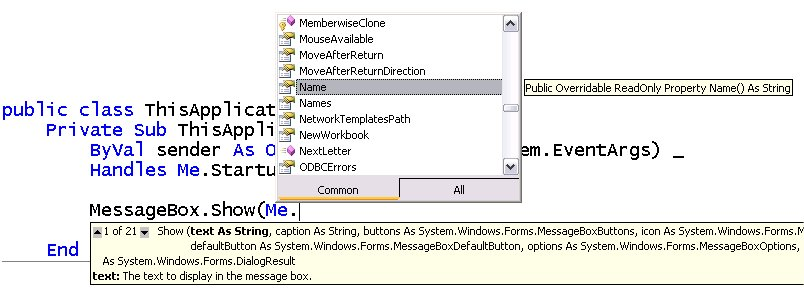 MemberwiseClone
MouseAvailable
MoveAfterReturn
MoveAfterReturnDirection
Name
Names
NetworkTemplatesPath
NewWorkbook
NextLetter
ODBCErrors
Common All
Public Overridable ReadOnly Property Name() As String
public class ThisApplicat
Private Sub ThisAppli
ByVal sender As O em.EventArgs) _
Handles Me.Startu
MessageBox.Show(Me.
1 of 21 Show (text As String, caption As String, buttons As System.Windows.Forms.MessageBoxButtons, icon As System.Windows.Forms.M
defaultButton As System.Windows.Forms.MessageBoxDefaultButton, options As System.Windows.Forms.MessageBoxOptions,
As System.Windows.Forms.DialogResult
text: The text to display in the message box.
End